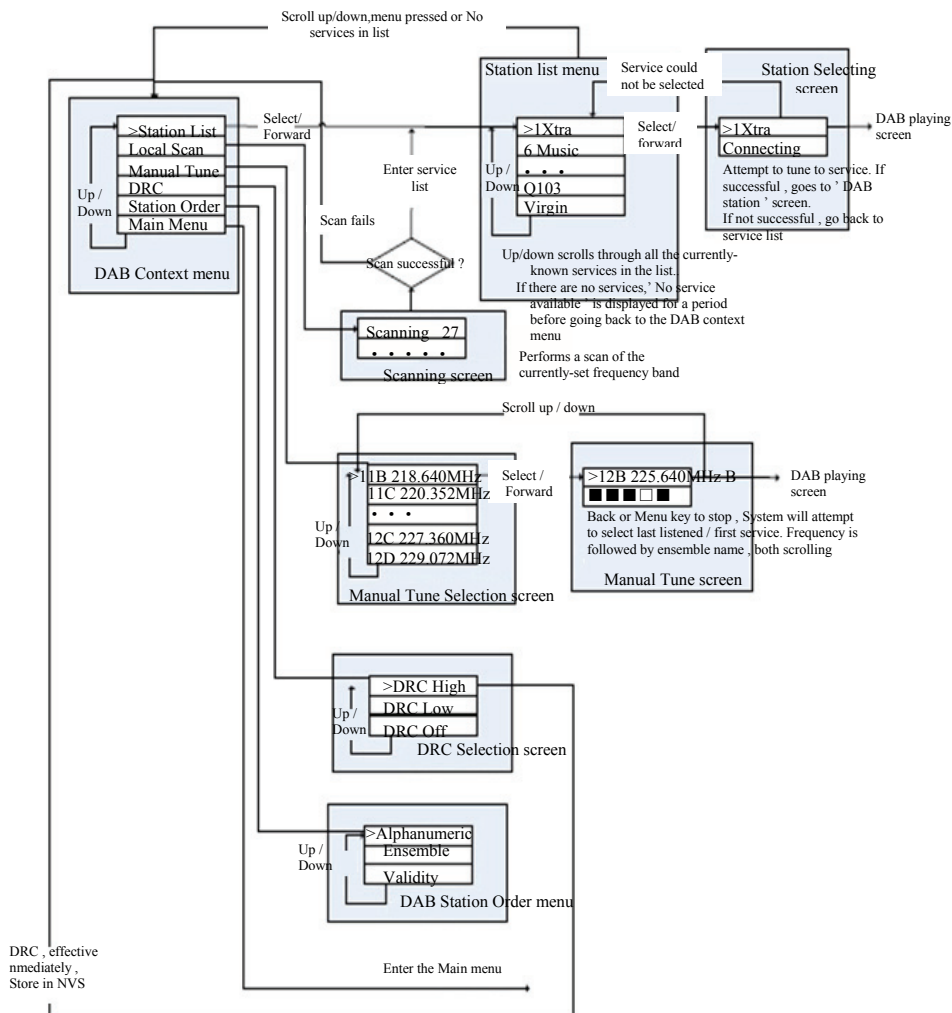 Scroll up/down,menu pressed or No
services in list
Station list menu
Service could
not be selected
Station Selecting
screen
>Station List
Local Scan
Manual Tune
DRC
Station Order
Main Menu
Up /
Down
DAB Context menu
Select/
Forward
Enter service
list
Scan fails
Scan successful ?
>1Xtra
6 Music
• • •
Q103
Virgin
Up /
Down
Select/
forward
>1Xtra
Connecting
DAB playing
screen
Attempt to tune to service. If
successful , goes to ’ DAB
station ’ screen.
If not successful , go back to
service list
Up/down scrolls through all the currently-
known services in the list..
If there are no services,’ No service
available ’ is displayed for a period
before going back to the DAB context
menu
Scanning 27
• • • • •
Scanning screen
Performs a scan of the
currently-set frequency band
Scroll up / down
>11B 218.640MHz
11C 220.352MHz
• • •
12C 227.360MHz
12D 229.072MHz
Up /
Down
Manual Tune Selection screen
Select /
Forward
>12B 225.640MHz B
DAB playing
screen
Back or Menu key to stop , System will attempt
to select last listened / first service. Frequency is
followed by ensemble name , both scrolling
Manual Tune screen
>DRC High
DRC Low
DRC Off
Up /
Down
DRC Selection screen
>Alphanumeric
Ensemble
Validity
Up /
Down
DAB Station Order menu
DRC , effective
nmediately ,
Store in NVS
Enter the Main menu